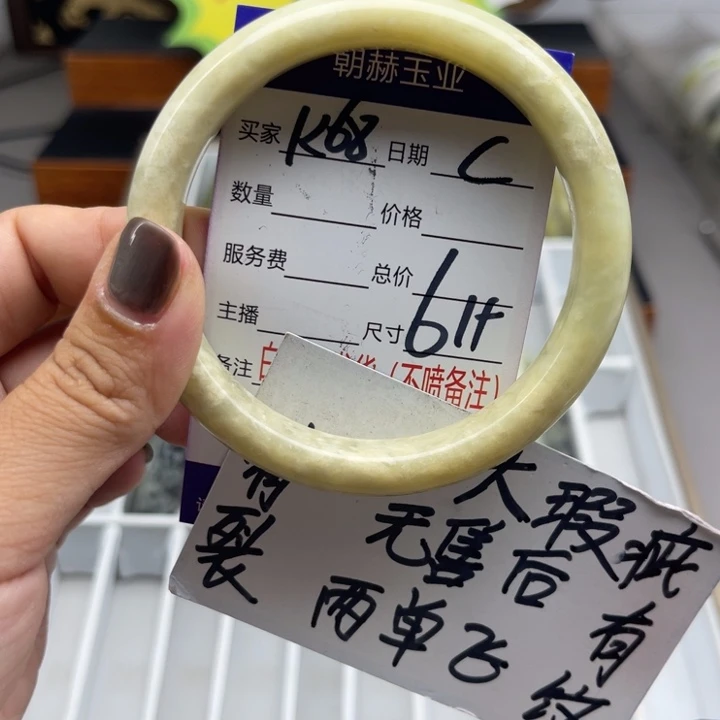 朝赫玉业
买家 K68 日期 C
数量 价格
服务费 总价
主播 尺寸 61+
备注 (不喷备注)
大瑕疵有纹
有裂 无售后
两单飞